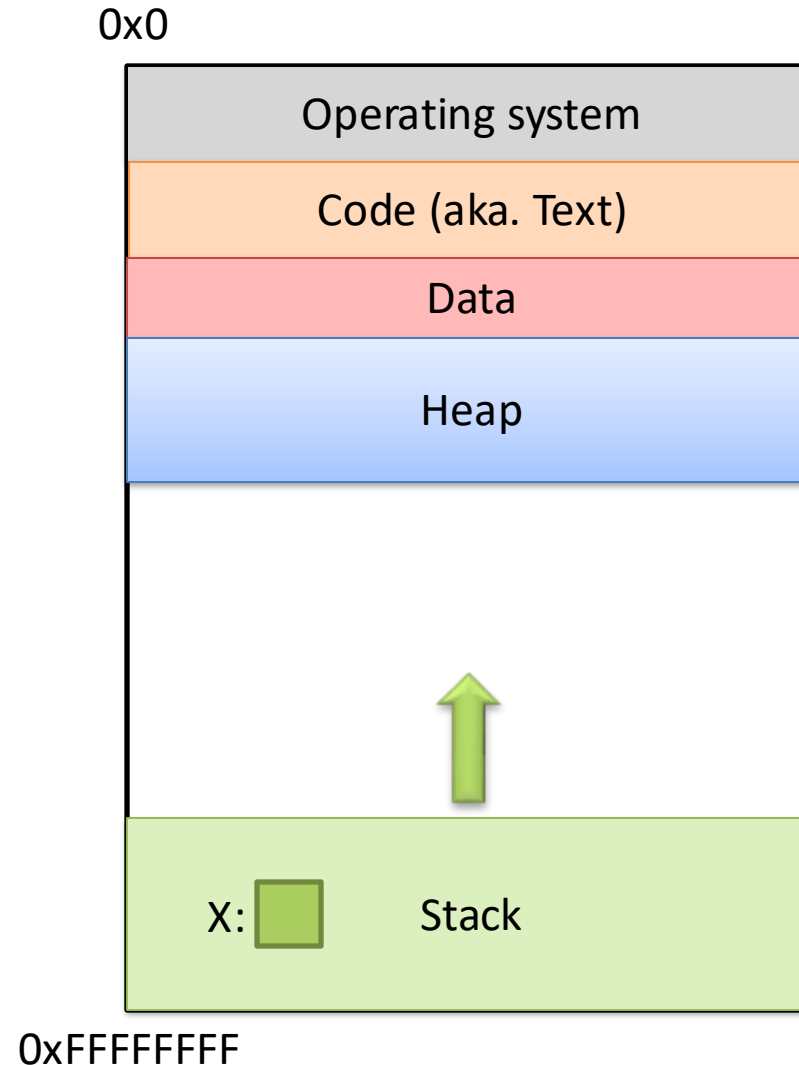 0x0
Operating system
Code (aka. Text)
Data
Heap
X:
Stack
0xFFFFFFFF